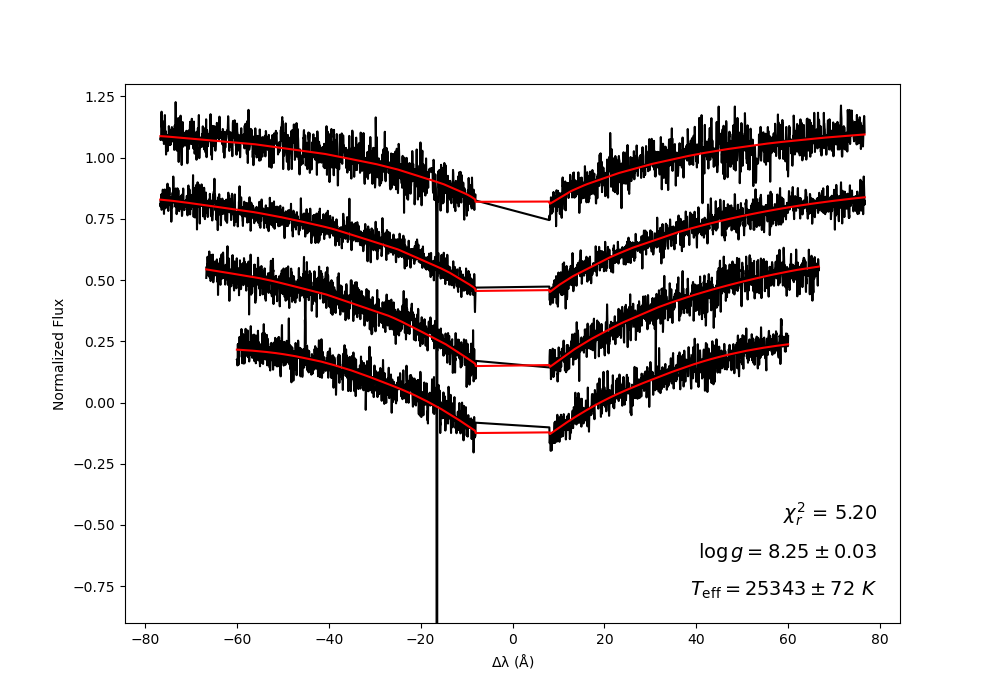 1.25
1.00
0.75
0.50
0.25
0.00
−0.25
−0.50
−0.75
Normalized Flux
χ²ᵣ = 5.20
log g = 8.25 ± 0.03
T_eff = 25343 ± 72 K
−80 −60 −40 −20 0 20 40 60 80
Δλ (Å)